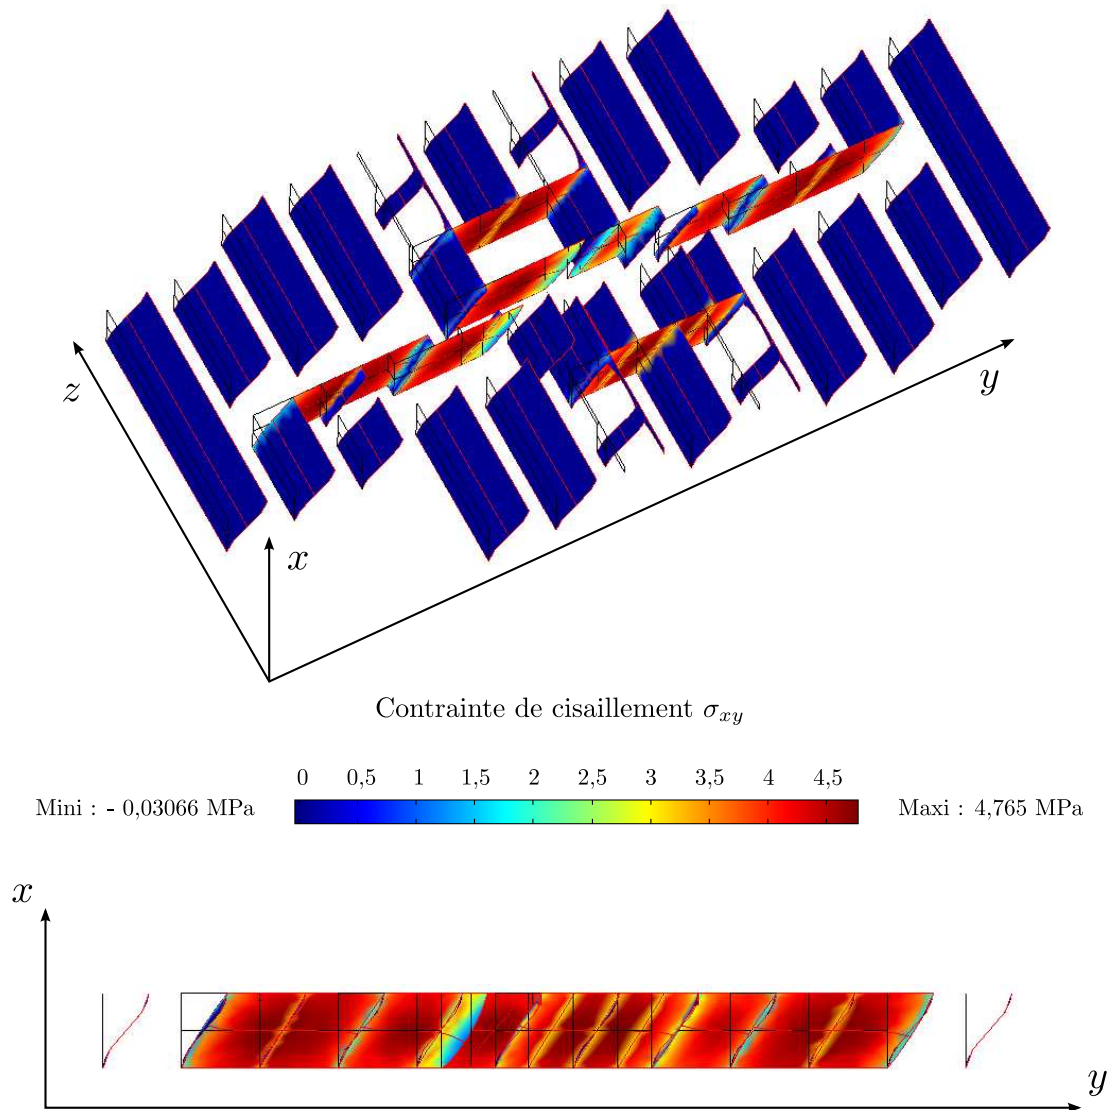 z
y
x
Contrainte de cisaillement σxy
0 0,5 1 1,5 2 2,5 3 3,5 4 4,5
Mini : - 0,03066 MPa
Maxi : 4,765 MPa
x
y